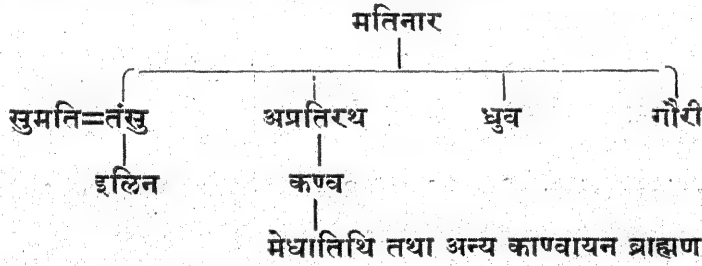 मतिनार
सुमति=तंसु अप्रतिरथ ध्रुव गौरी
इलिन कण्व
मेधातिथि तथा अन्य काण्वायन ब्राह्मण